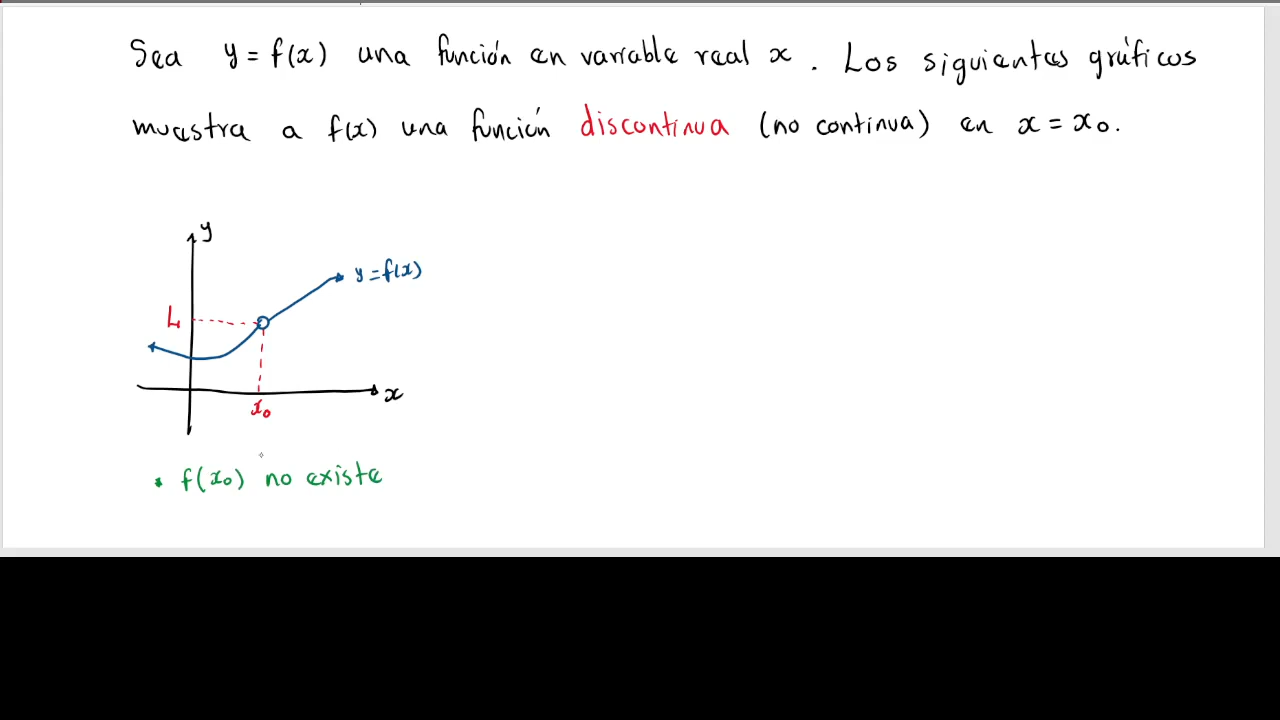 Sea y = f(x) una función en variable real x. Los siguientes gráficos
muestra a f(x) una función discontinua (no continua) en x = x₀.
y
y = f(x)
L
x
x₀
• f(x₀) no existe